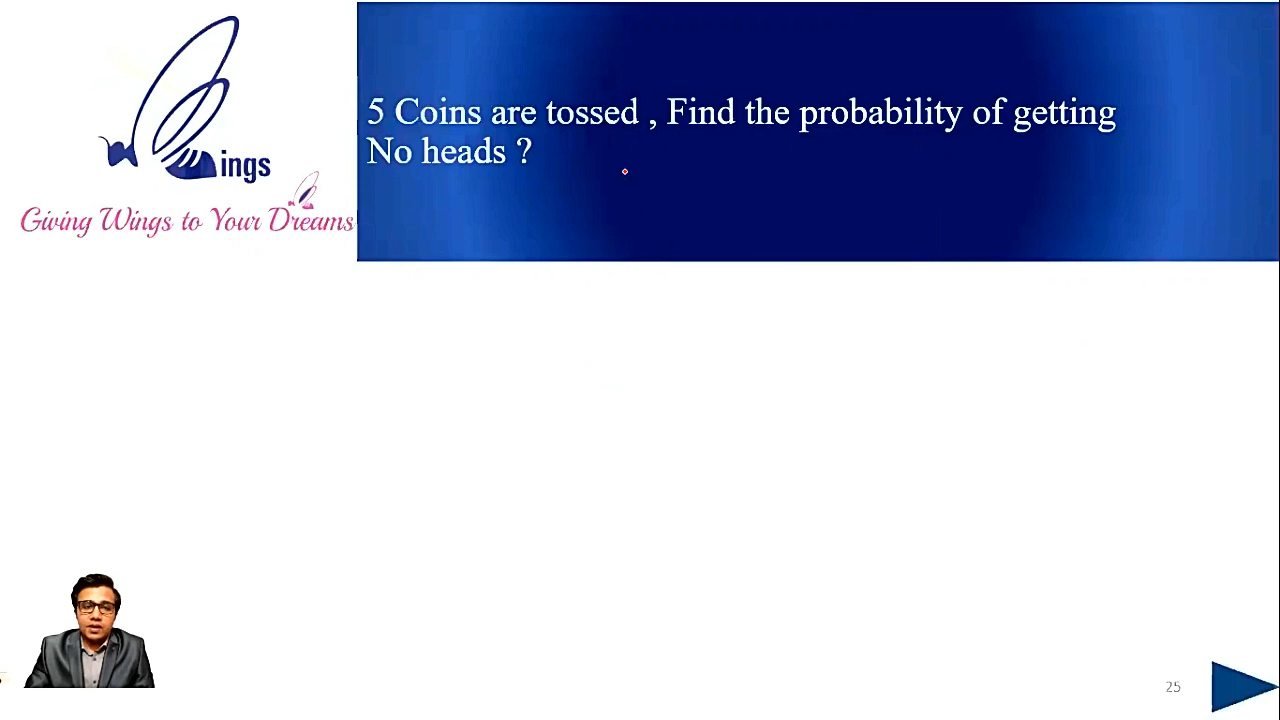 5 Coins are tossed , Find the probability of getting
No heads ?
ings
Giving Wings to Your Dreams
25